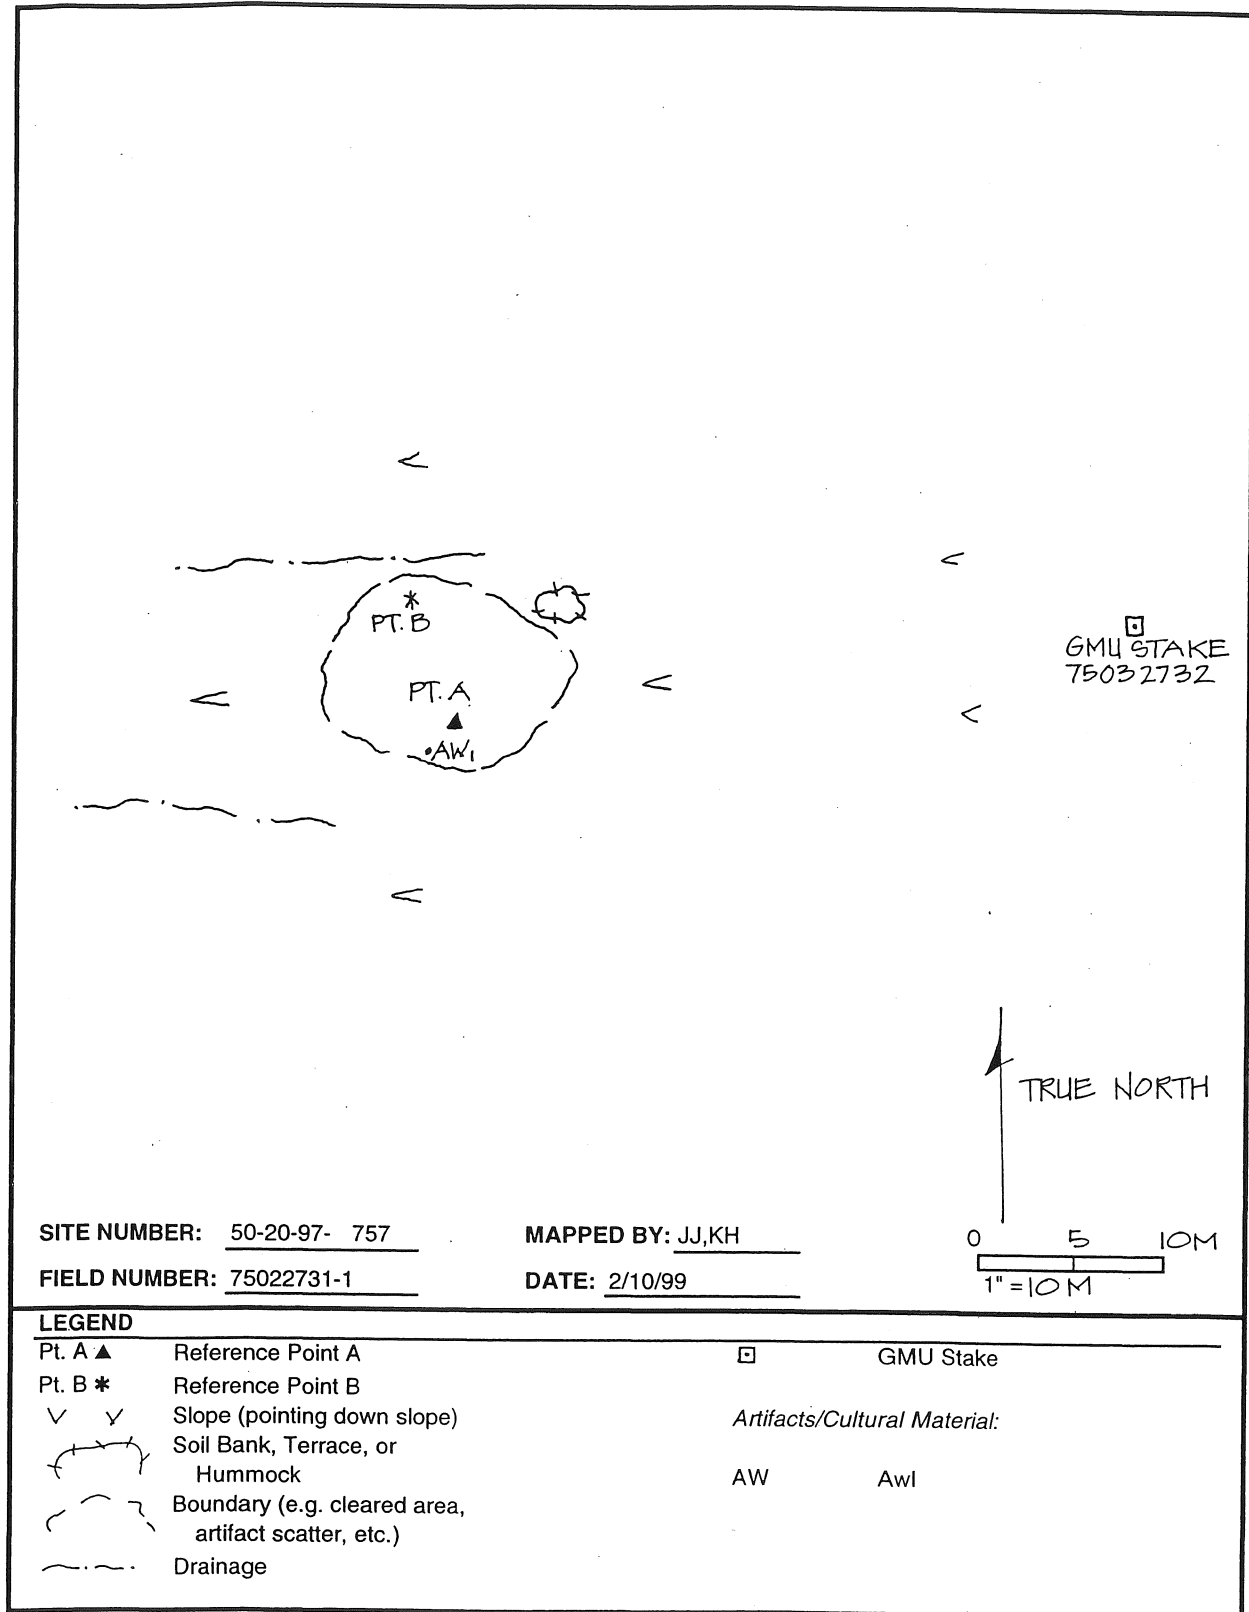 PT. B
GMU STAKE
75032732
PT. A
AW1
TRUE NORTH
SITE NUMBER: 50-20-97- 757
MAPPED BY: JJ,KH
0 5 10M
FIELD NUMBER: 75022731-1
DATE: 2/10/99
1" = 10 M
LEGEND
Pt. A Reference Point A
GMU Stake
Pt. B Reference Point B
Slope (pointing down slope)
Artifacts/Cultural Material:
Soil Bank, Terrace, or
Hummock
AW Awl
Boundary (e.g. cleared area,
artifact scatter, etc.)
Drainage